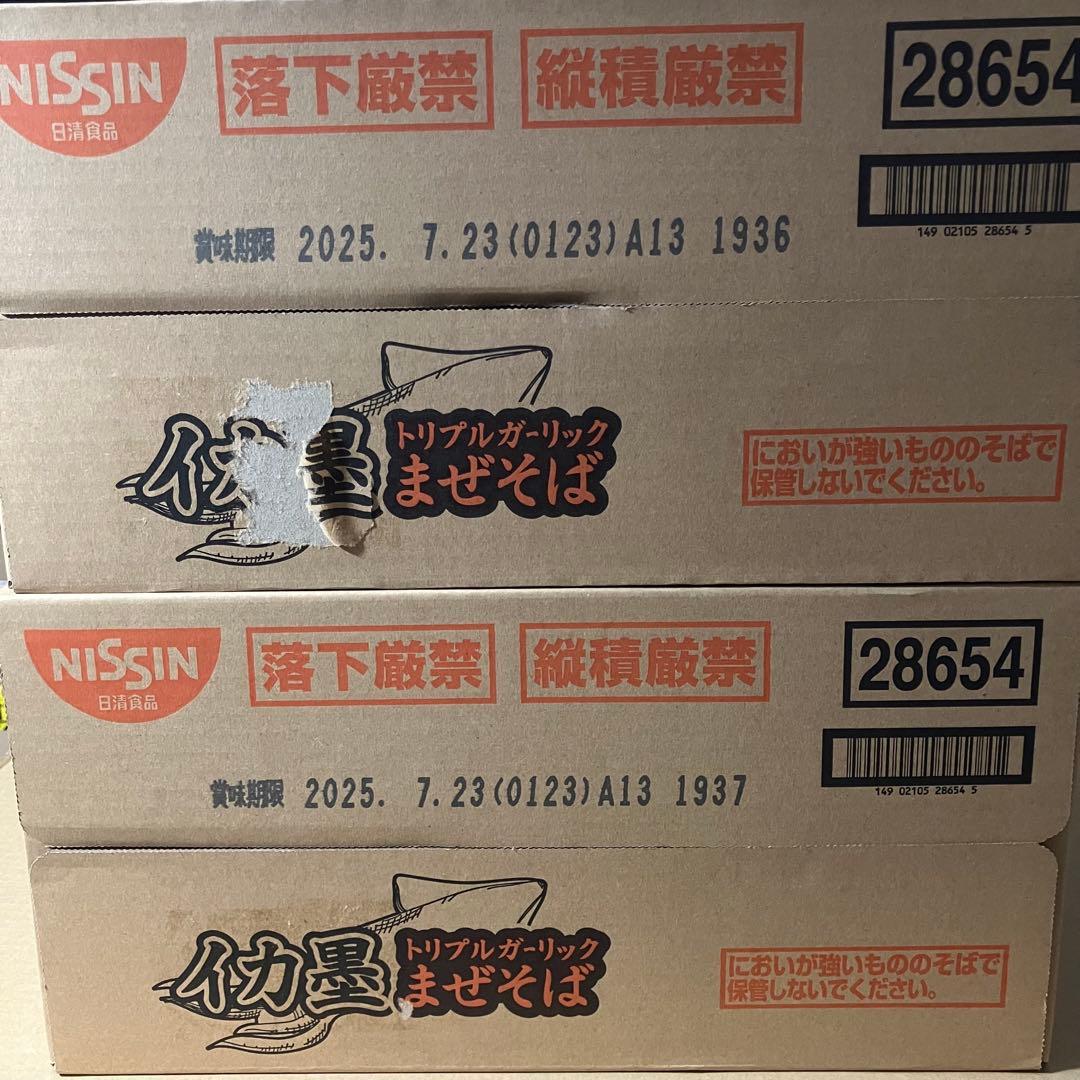 NISSIN
日清食品
落下厳禁
縦積厳禁
28654
149 02105 28654 5
賞味期限 2025. 7.23(0123)A13 1936
イカ墨
トリプルガーリック
まぜそば
においが強いもののそばで
保管しないでください。
NISSIN
日清食品
落下厳禁
縦積厳禁
28654
149 02105 28654 5
賞味期限 2025. 7.23(0123)A13 1937
イカ墨
トリプルガーリック
まぜそば
においが強いもののそばで
保管しないでください。